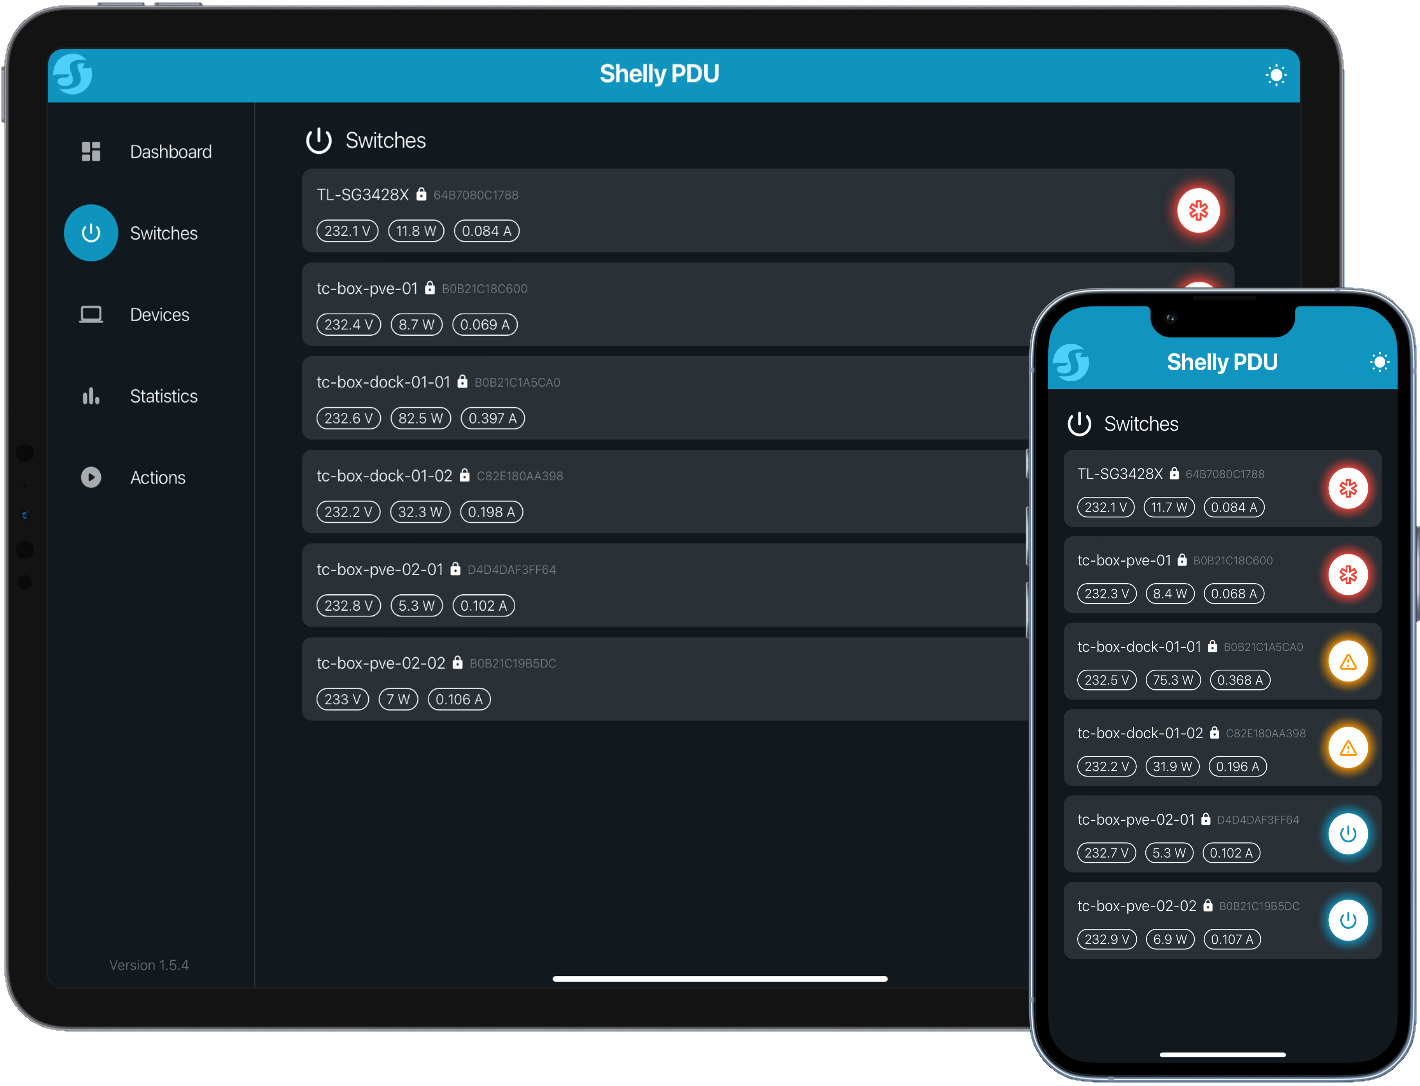 Shelly PDU
Dashboard
Switches
Devices
Statistics
Actions
Version 1.5.4
Switches
TL-SG3428X 64B7080C1788
232.1 V 11.8 W 0.084 A
tc-box-pve-01 B0B21C18C600
232.4 V 8.7 W 0.069 A
tc-box-dock-01-01 B0B21C1A5CA0
232.6 V 82.5 W 0.397 A
tc-box-dock-01-02 C82E180AA398
232.2 V 32.3 W 0.198 A
tc-box-pve-02-01 D4D4DAF3FF64
232.8 V 5.3 W 0.102 A
tc-box-pve-02-02 B0B21C19B5DC
233 V 7 W 0.106 A
Shelly PDU
Switches
TL-SG3428X 64B7080C1788
232.1 V 11.7 W 0.084 A
tc-box-pve-01 B0B21C18C600
232.3 V 8.4 W 0.068 A
tc-box-dock-01-01 B0B21C1A5CA0
232.5 V 75.3 W 0.368 A
tc-box-dock-01-02 C82E180AA398
232.2 V 31.9 W 0.196 A
tc-box-pve-02-01 D4D4DAF3FF64
232.7 V 5.3 W 0.102 A
tc-box-pve-02-02 B0B21C19B5DC
232.9 V 6.9 W 0.107 A